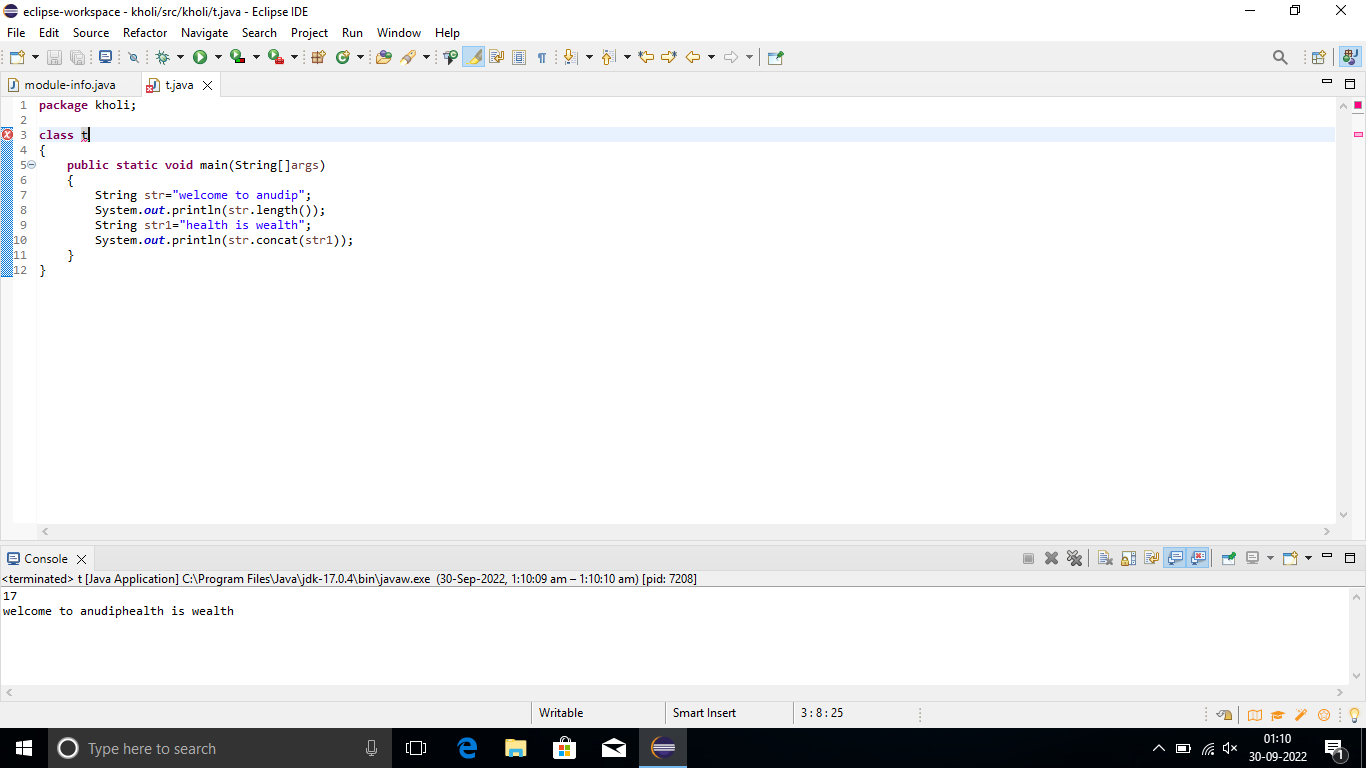 eclipse-workspace - kholi/src/kholi/t.java - Eclipse IDE
File Edit Source Refactor Navigate Search Project Run Window Help
module-info.java t.java
1 package kholi;
2
3 class t
4 {
5 public static void main(String[]args)
6 {
7 String str="welcome to anudip";
8 System.out.println(str.length());
9 String str1="health is wealth";
10 System.out.println(str.concat(str1));
11 }
12 }
Console
<terminated> t [Java Application] C:\Program Files\Java\jdk-17.0.4\bin\javaw.exe (30-Sep-2022, 1:10:09 am – 1:10:10 am) [pid: 7208]
17
welcome to anudiphealth is wealth
Writable Smart Insert 3 : 8 : 25
Type here to search
01:10
30-09-2022
1